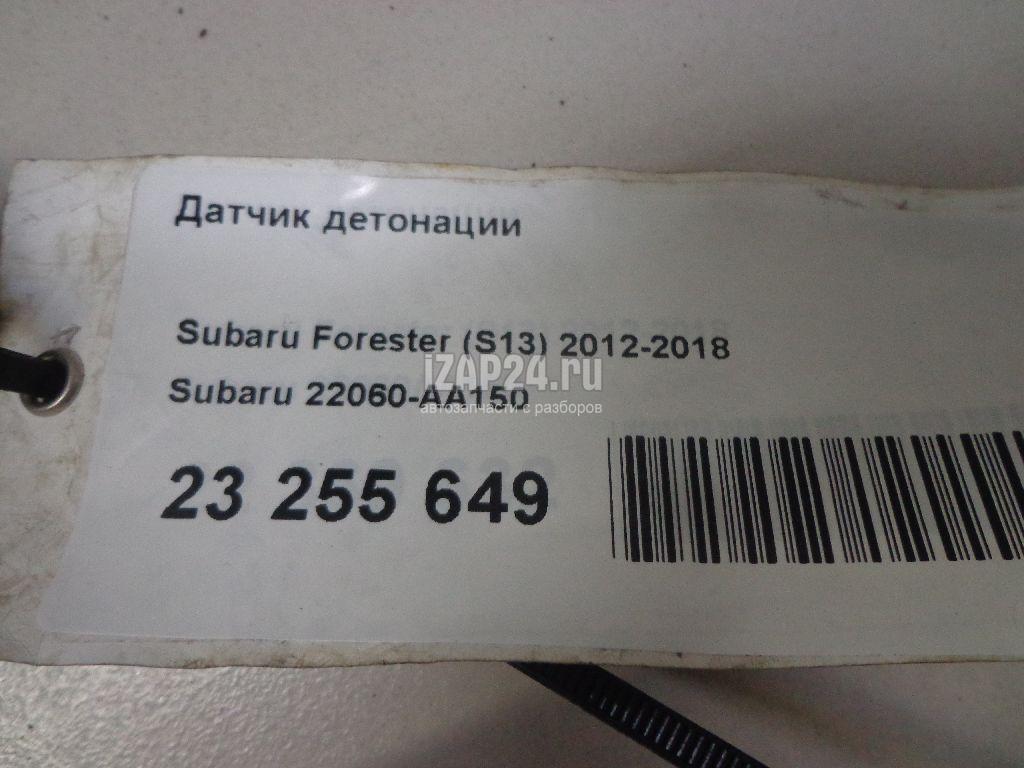 Датчик детонации
Subaru Forester (S13) 2012-2018
iZAP24.ru
Subaru 22060-AA150
автозапчасти с разборов
23 255 649